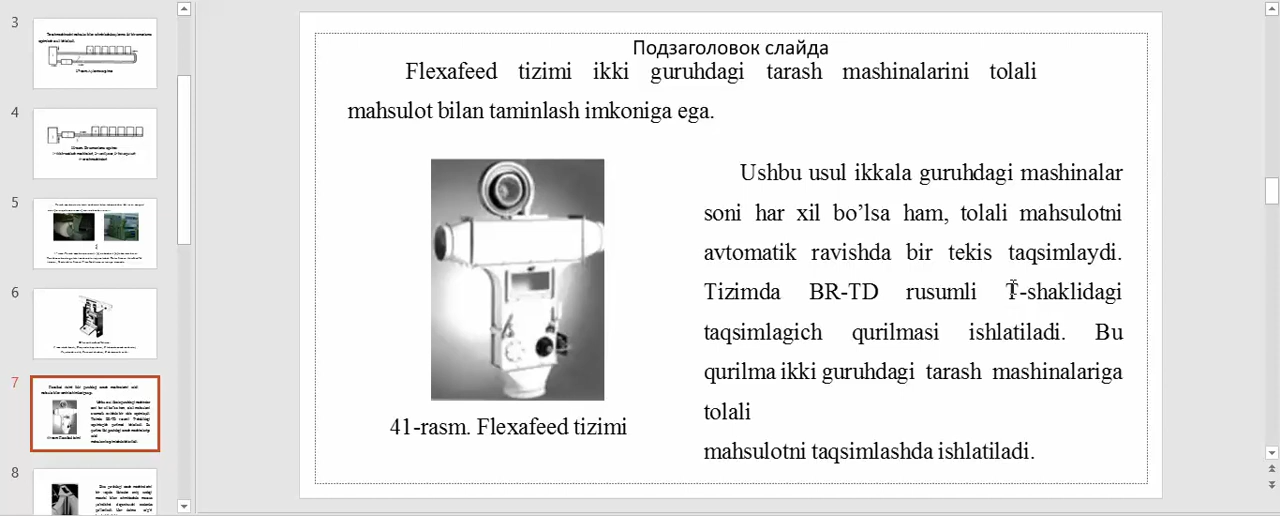 3
4
5
6
7
8
Подзаголовок слайда
Flexafeed tizimi ikki guruhdagi tarash mashinalarini tolali
mahsulot bilan taminlash imkoniga ega.
41-rasm. Flexafeed tizimi
Ushbu usul ikkala guruhdagi mashinalar
soni har xil bo’lsa ham, tolali mahsulotni
avtomatik ravishda bir tekis taqsimlaydi.
Tizimda BR-TD rusumli T-shaklidagi
taqsimlagich qurilmasi ishlatiladi. Bu
qurilma ikki guruhdagi tarash mashinalariga
tolali
mahsulotni taqsimlashda ishlatiladi.